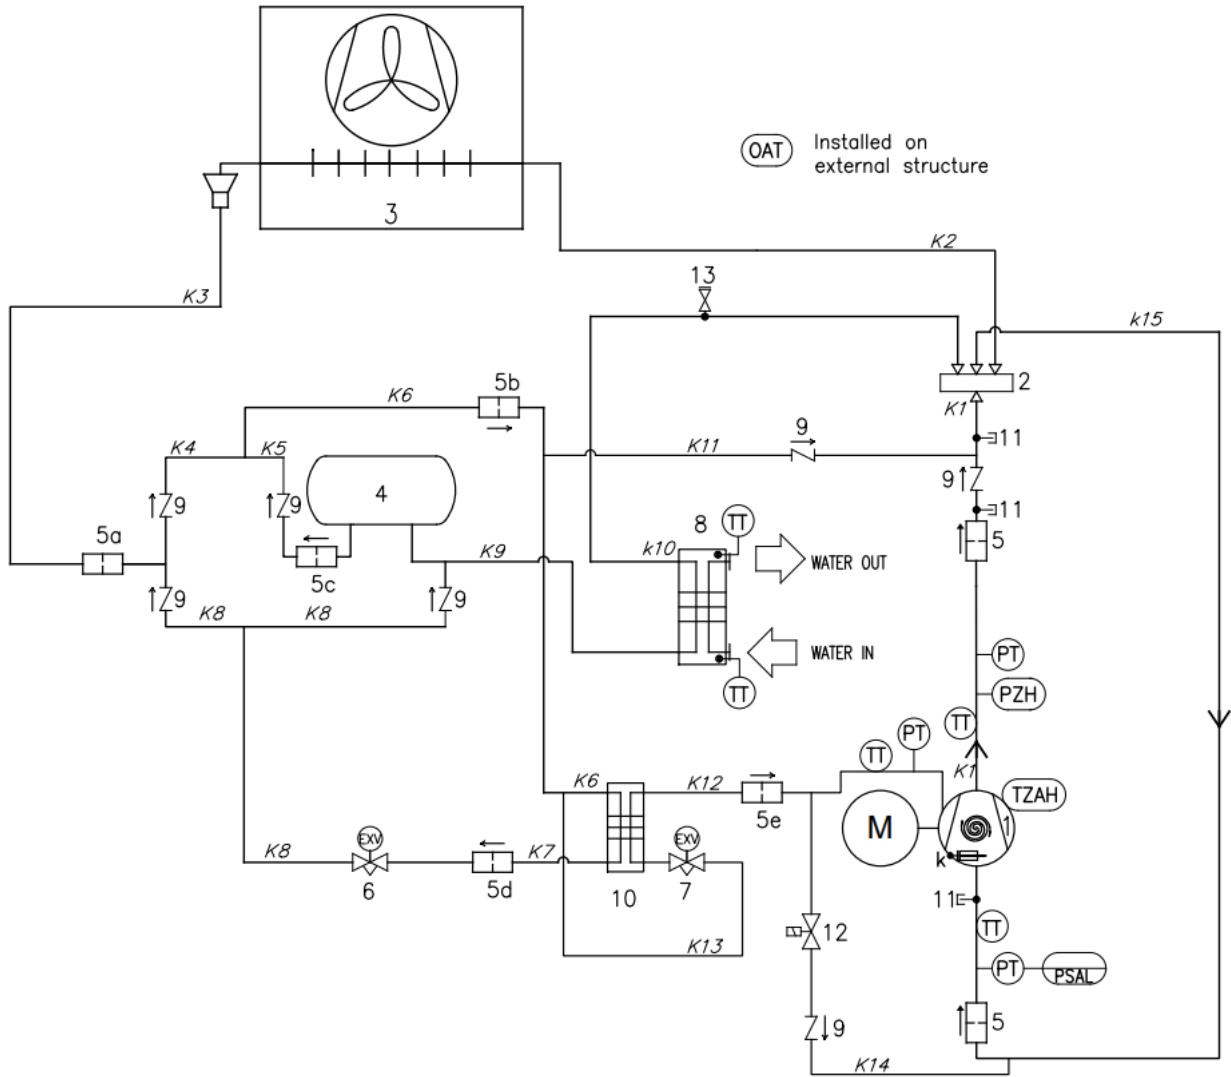 OAT
Installed on
external structure
3
K2
13
K3
k15
2
5b
K6
K1
11
9
K11
K4
K5
9
11
4
9
9
8
TT
5
5a
5c
K9
k10
WATER OUT
9
9
K8
K8
WATER IN
PT
TT
PZH
TT
PT
TT
K1
K6
K12
5e
TZAH
M
1
EXV
EXV
K8
K7
k
6
5d
10
7
11
12
TT
K13
PT
PSAL
9
5
K14